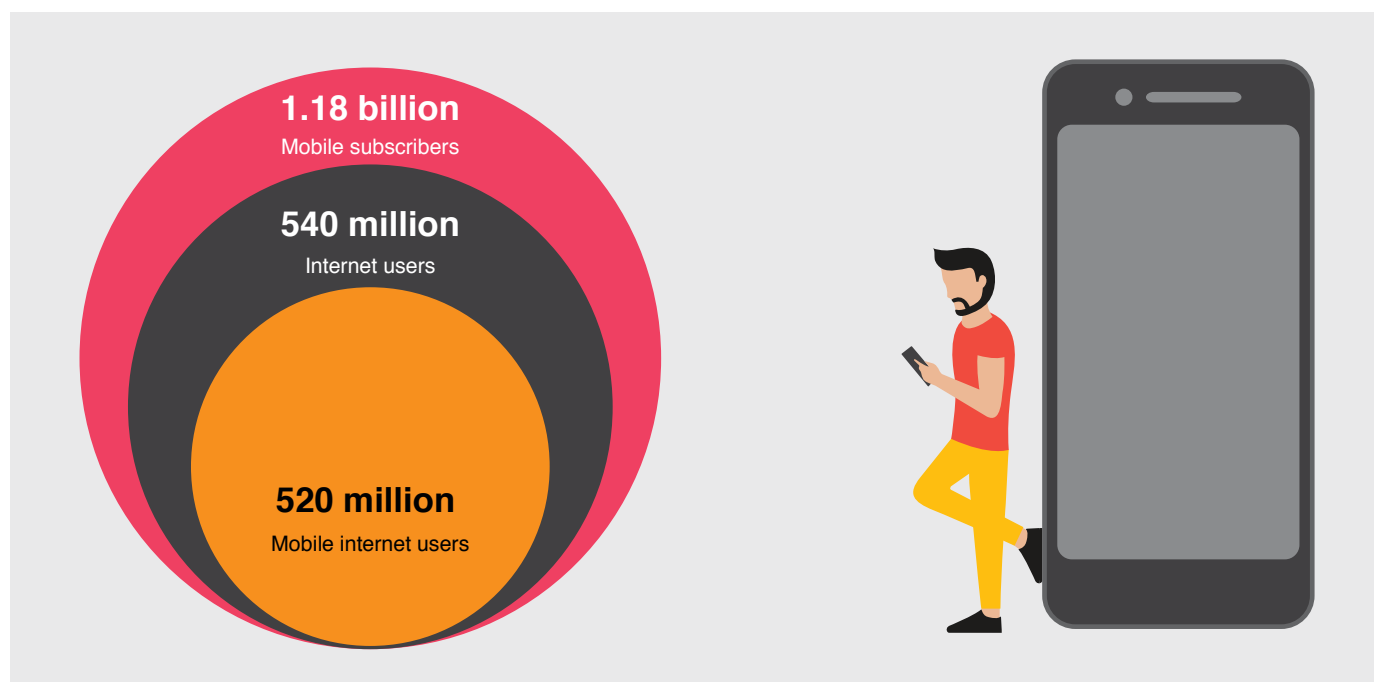 1.18 billion
Mobile subscribers
540 million
Internet users
520 million
Mobile internet users